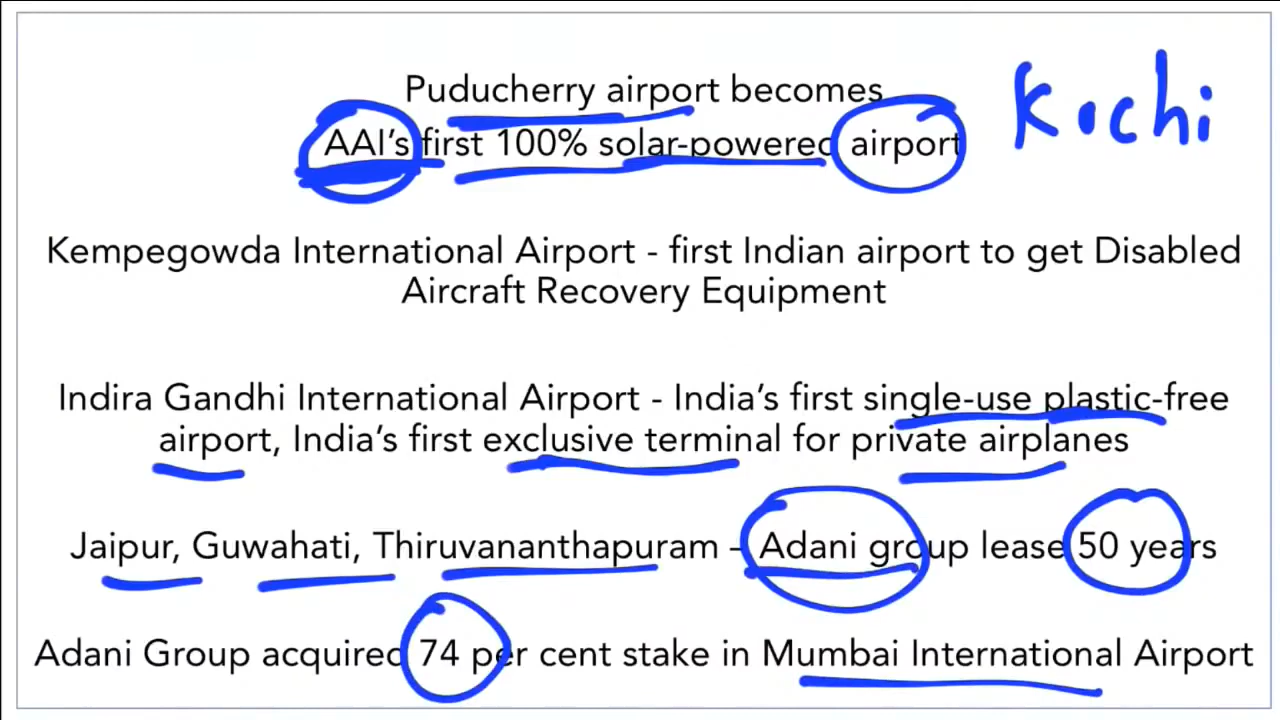 Puducherry airport becomes
AAI's first 100% solar-powered airport
Kochi
Kempegowda International Airport - first Indian airport to get Disabled
Aircraft Recovery Equipment
Indira Gandhi International Airport - India's first single-use plastic-free
airport, India's first exclusive terminal for private airplanes
Jaipur, Guwahati, Thiruvananthapuram - Adani group lease 50 years
Adani Group acquired 74 per cent stake in Mumbai International Airport